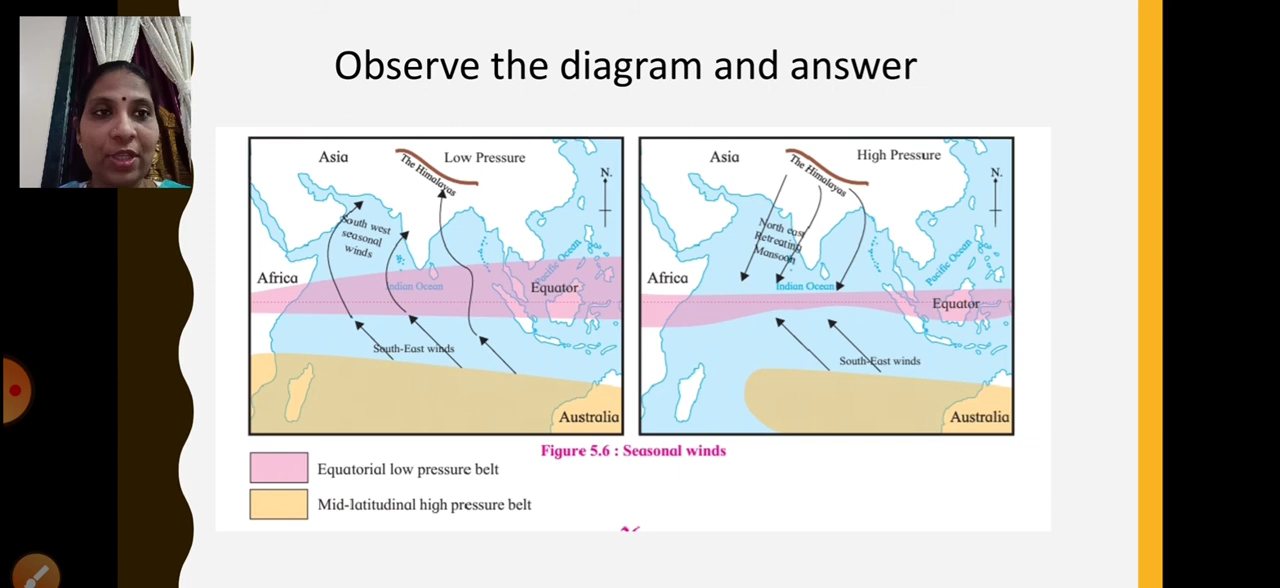 Observe the diagram and answer
Asia
The Himalayas
Low Pressure
N.
South west
seasonal
winds
Africa
Indian Ocean
Pacific Ocean
Equator
South-East winds
Australia
Asia
The Himalayas
High Pressure
N.
North east
Retreating
Mansoon
Africa
Indian Ocean
Pacific Ocean
Equator
South-East winds
Australia
Figure 5.6 : Seasonal winds
Equatorial low pressure belt
Mid-latitudinal high pressure belt